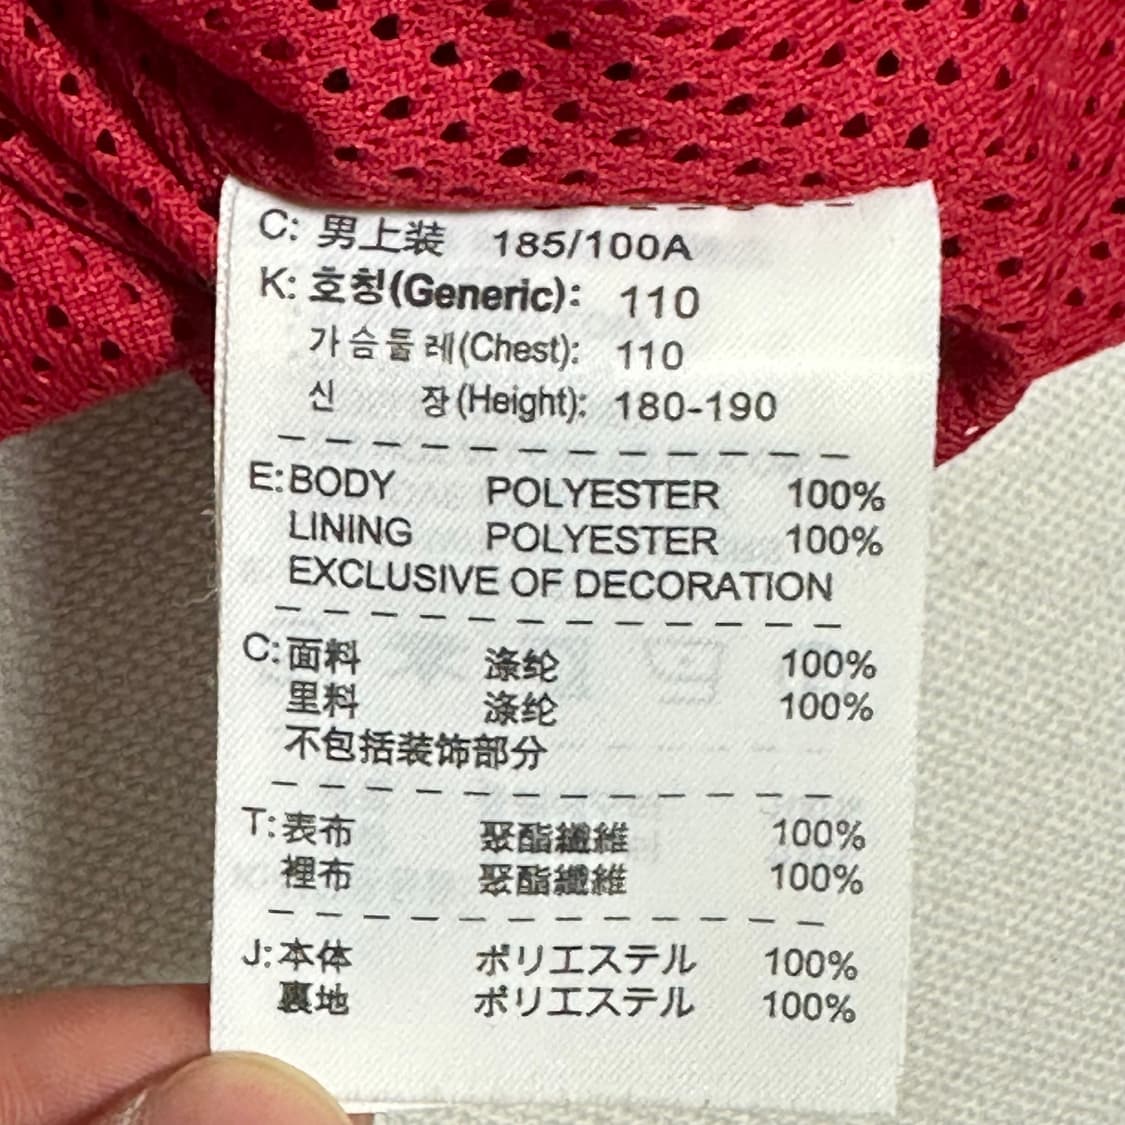 C: 男上装 185/100A
K: 호칭(Generic): 110
가슴둘레(Chest): 110
신 장(Height): 180-190
E: BODY POLYESTER 100%
LINING POLYESTER 100%
EXCLUSIVE OF DECORATION
C: 面料 涤纶 100%
里料 涤纶 100%
不包括装饰部分
T: 表布 聚酯纖維 100%
裡布 聚酯纖維 100%
J: 本体 ポリエステル 100%
裏地 ポリエステル 100%